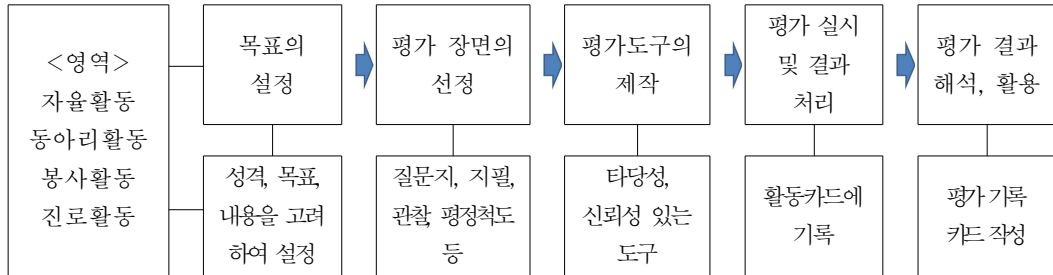 <영역>
자율활동
동아리활동
봉사활동
진로활동
목표의
설정
평가 장면의
선정
평가도구의
제작
평가 실시
및 결과
처리
평가 결과
해석, 활용
성격, 목표,
내용을 고려
하여 설정
질문지, 지필,
관찰, 평정척도
등
타당성,
신뢰성 있는
도구
활동카드에
기록
평가 기록
카드 작성